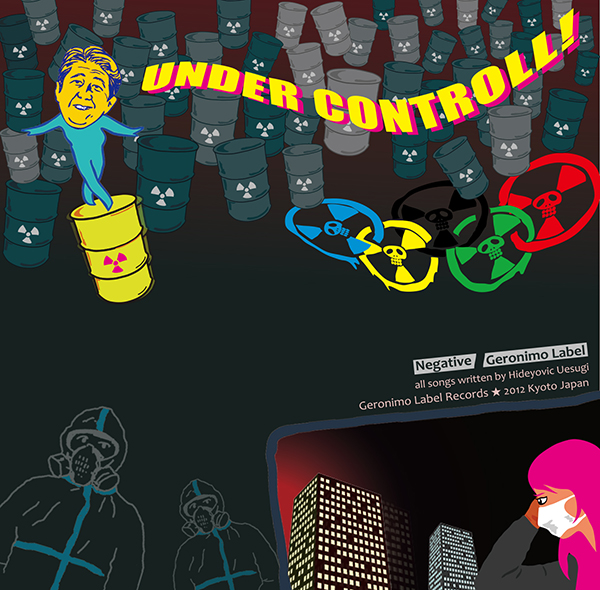 UNDER CONTROLL!
Negative / Geronimo Label
all songs written by Hideyovic Uesugi
Geronimo Label Records ★ 2012 Kyoto Japan